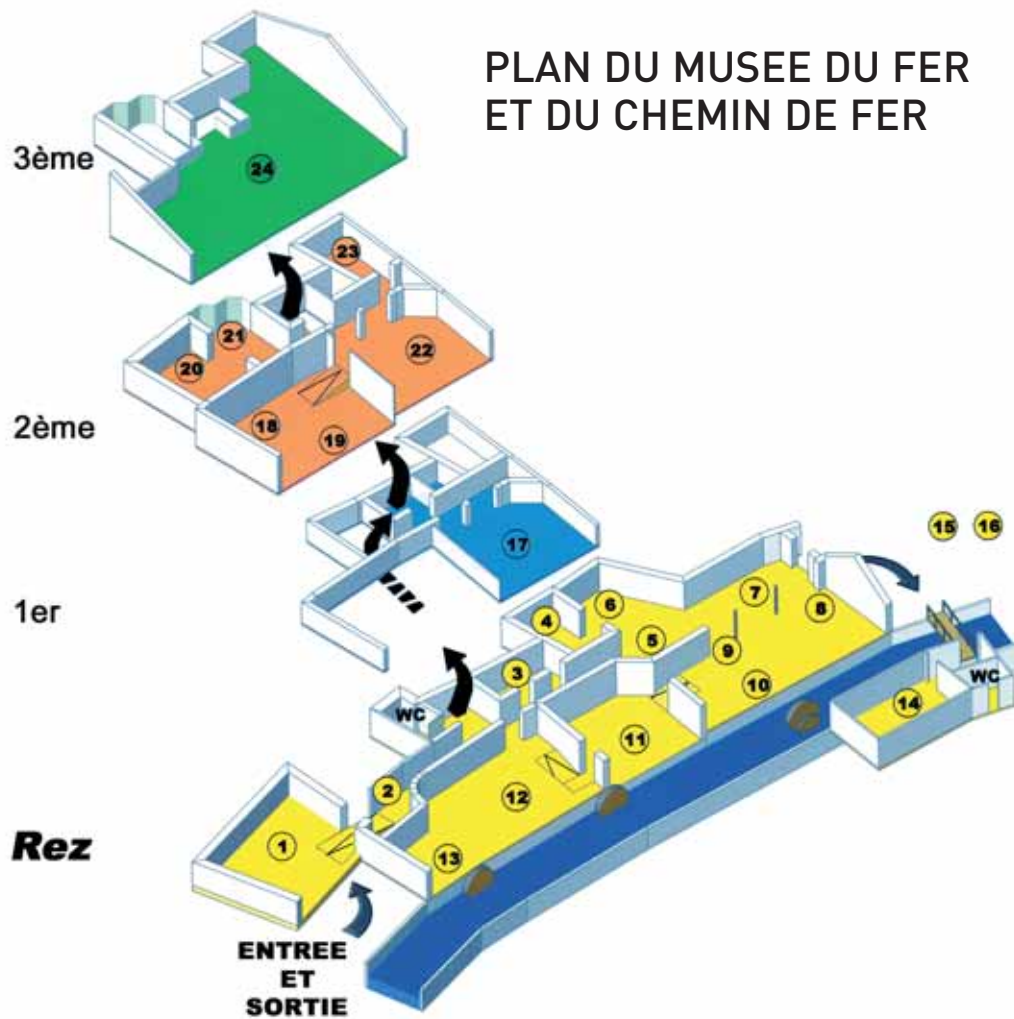 PLAN DU MUSEE DU FER
ET DU CHEMIN DE FER
3ème
24
23
21
20
22
18
19
2ème
17
15
16
1er
7
6
8
4
5
9
3
10
WC
14
WC
11
2
12
Rez
1
13
ENTREE
ET
SORTIE